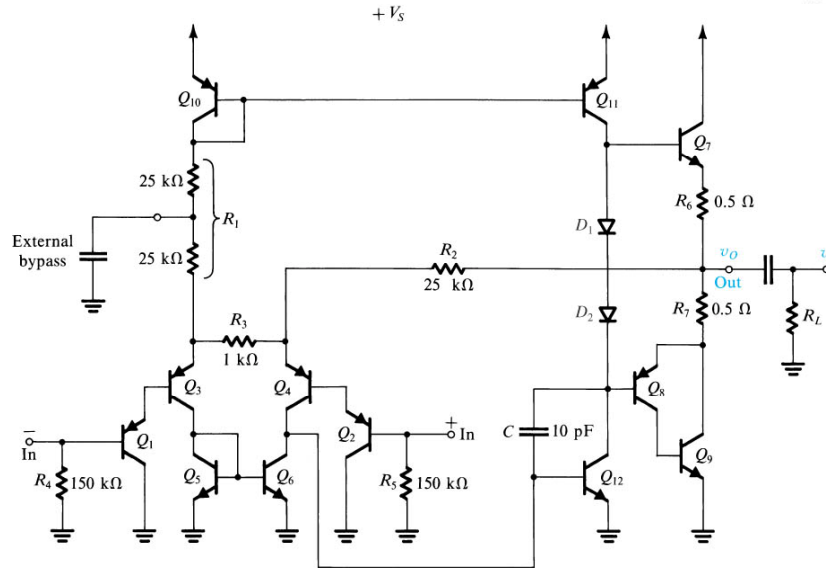 + V_S
Q_10
Q_11
Q_7
25 kΩ
R_1
25 kΩ
External
bypass
R_6 0.5 Ω
D_1
R_2
25 kΩ
v_O
Out
v
R_7 0.5 Ω
R_L
D_2
R_3
1 kΩ
Q_3
Q_4
Q_8
C 10 pF
− In
Q_1
Q_2
+ In
Q_9
R_4 150 kΩ
Q_5
Q_6
R_5 150 kΩ
Q_12